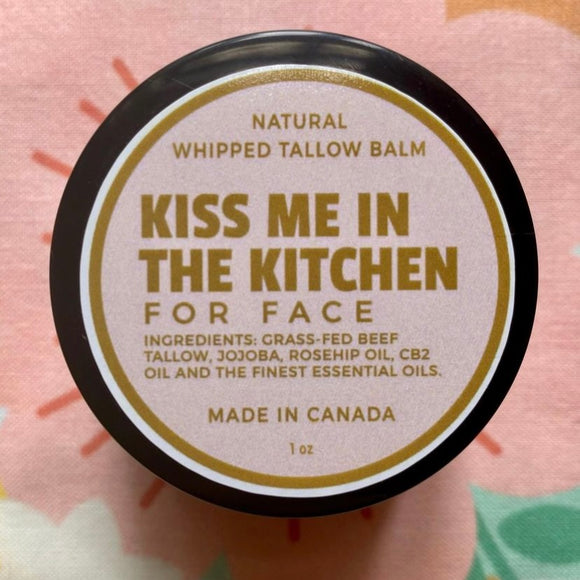 NATURAL
WHIPPED TALLOW BALM
KISS ME IN
THE KITCHEN
FOR FACE
INGREDIENTS: GRASS-FED BEEF
TALLOW, JOJOBA, ROSEHIP OIL, CB2
OIL AND THE FINEST ESSENTIAL OILS.
MADE IN CANADA
1 oz